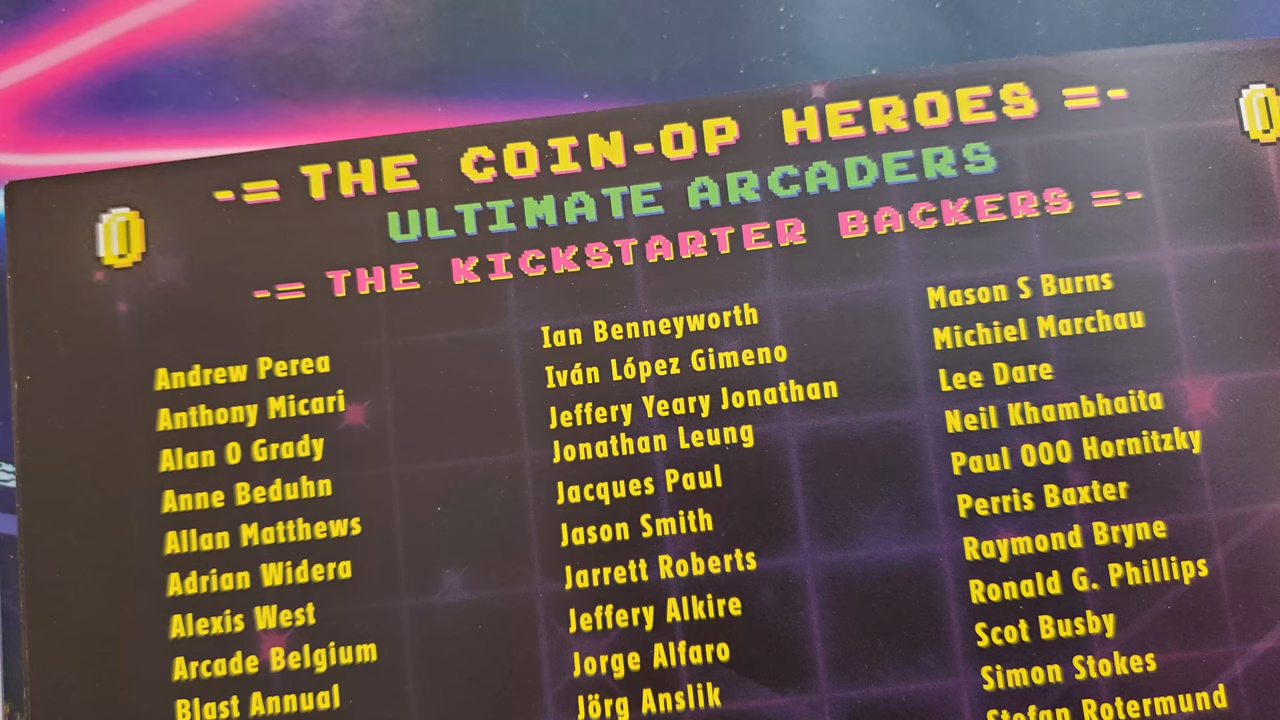 -= THE COIN-OP HEROES =-
ULTIMATE ARCADERS
-= THE KICKSTARTER BACKERS =-
Andrew Perea
Anthony Micari
Alan O Grady
Anne Beduhn
Allan Matthews
Adrian Widera
Alexis West
Arcade Belgium
Blast Annual
Ian Benneyworth
Iván López Gimeno
Jeffery Yeary Jonathan
Jonathan Leung
Jacques Paul
Jason Smith
Jarrett Roberts
Jeffery Alkire
Jorge Alfaro
Jörg Anslik
Mason S Burns
Michiel Marchau
Lee Dare
Neil Khambhaita
Paul OOO Hornitzky
Perris Baxter
Raymond Bryne
Ronald G. Phillips
Scot Busby
Simon Stokes
Stefan Rotermund